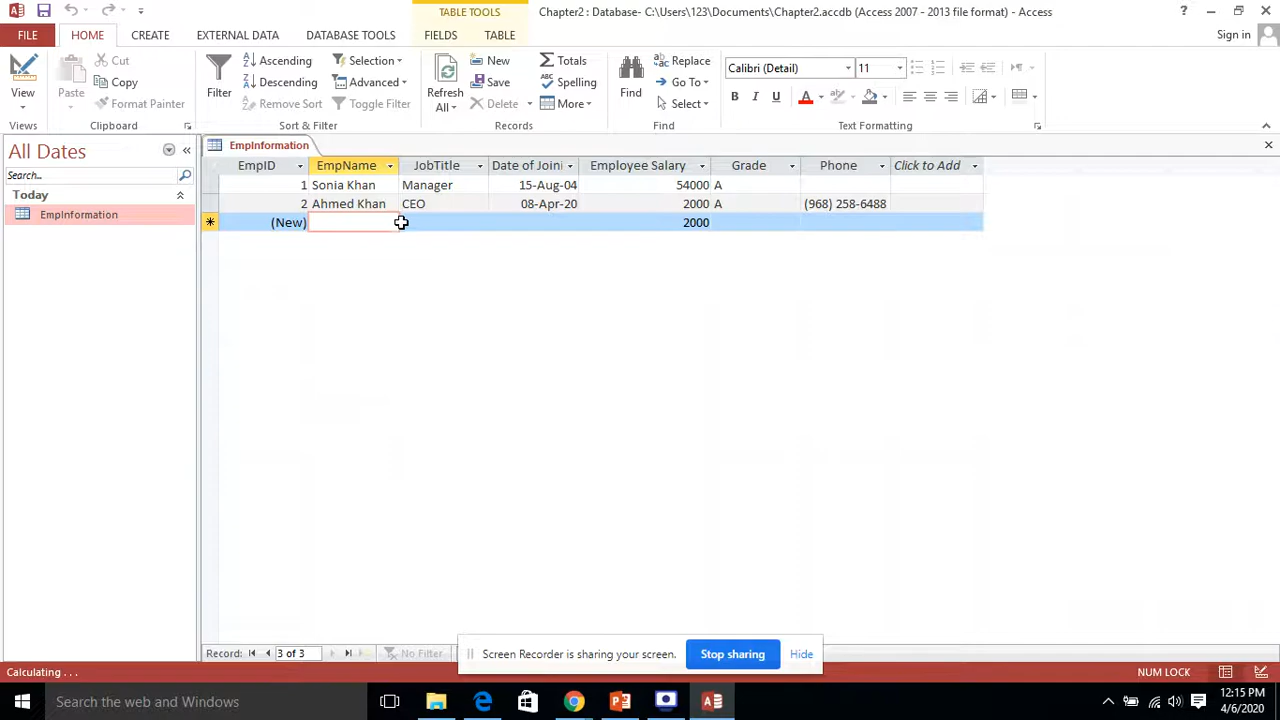 TABLE TOOLS
Chapter2 : Database- C:\Users\123\Documents\Chapter2.accdb (Access 2007 - 2013 file format) - Access
?
FILE HOME CREATE EXTERNAL DATA DATABASE TOOLS FIELDS TABLE Sign in
View
Views
Paste
Cut
Copy
Format Painter
Clipboard
Filter
Ascending
Descending
Remove Sort
Selection
Advanced
Toggle Filter
Sort & Filter
Refresh
All
New
Save
Delete
Totals
Spelling
More
Records
Find
Replace
Go To
Select
Find
Calibri (Detail) 11
B I U A
Text Formatting
All Dates
Search...
Today
EmpInformation
EmpInformation
EmpID EmpName JobTitle Date of Joini Employee Salary Grade Phone Click to Add
1 Sonia Khan Manager 15-Aug-04 54000 A
2 Ahmed Khan CEO 08-Apr-20 2000 A (968) 258-6488
(New) 2000
Record: 3 of 3 No Filter
Screen Recorder is sharing your screen. Stop sharing Hide
Calculating . . .
NUM LOCK
Search the web and Windows
12:15 PM
4/6/2020